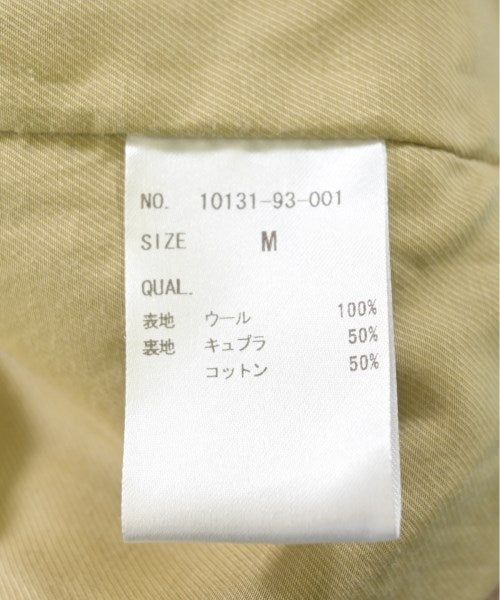 NO. 10131-93-001
SIZE M
QUAL.
表地 ウール 100%
裏地 キュプラ 50%
コットン 50%